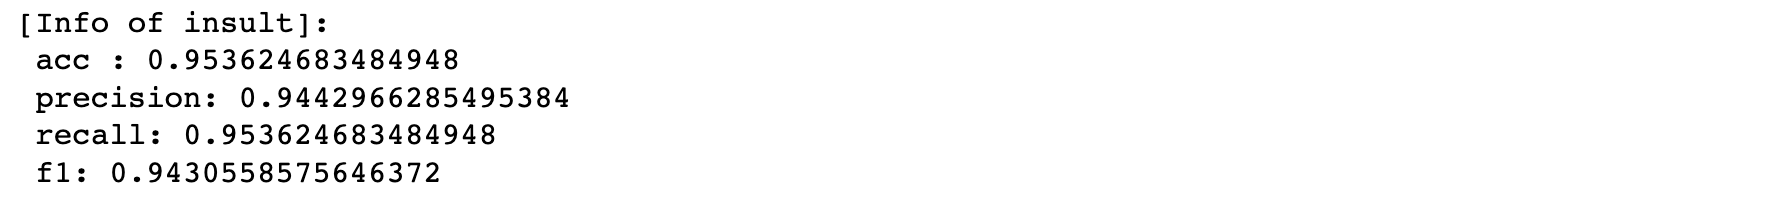 [Info of insult]:
acc : 0.953624683484948
precision: 0.9442966285495384
recall: 0.953624683484948
f1: 0.9430558575646372